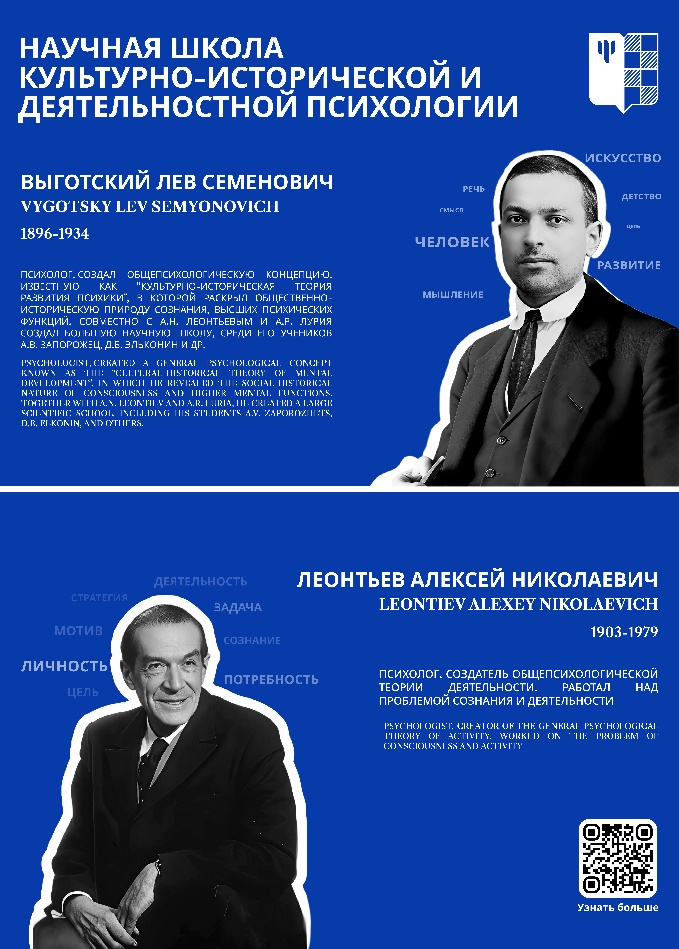 НАУЧНАЯ ШКОЛА
КУЛЬТУРНО-ИСТОРИЧЕСКОЙ И
ДЕЯТЕЛЬНОСТНОЙ ПСИХОЛОГИИ
ВЫГОТСКИЙ ЛЕВ СЕМЕНОВИЧ
VYGOTSKY LEV SEMYONOVICH
1896-1934
ПСИХОЛОГ. СОЗДАЛ ОБЩЕПСИХОЛОГИЧЕСКУЮ КОНЦЕПЦИЮ,
ИЗВЕСТНУЮ КАК "КУЛЬТУРНО-ИСТОРИЧЕСКАЯ ТЕОРИЯ
РАЗВИТИЯ ПСИХИКИ", В КОТОРОЙ РАСКРЫЛ ОБЩЕСТВЕННО-
ИСТОРИЧЕСКУЮ ПРИРОДУ СОЗНАНИЯ, ВЫСШИХ ПСИХИЧЕСКИХ
ФУНКЦИЙ. СОВМЕСТНО С А.Н. ЛЕОНТЬЕВЫМ И А.Р. ЛУРИЯ
СОЗДАЛ БОЛЬШУЮ НАУЧНУЮ ШКОЛУ, СРЕДИ ЕГО УЧЕНИКОВ
А.В. ЗАПОРОЖЕЦ, Д.Б. ЭЛЬКОНИН И ДР.
PSYCHOLOGIST, CREATED A GENERAL PSYCHOLOGICAL CONCEPT
KNOWN AS THE "CULTURAL-HISTORICAL THEORY OF MENTAL
DEVELOPMENT", IN WHICH HE REVEALED THE SOCIAL HISTORICAL
NATURE OF CONSCIOUSNESS AND HIGHER MENTAL FUNCTIONS.
TOGETHER WITH A.N. LEONTIEV AND A.R. LURIA, HE CREATED A LARGE
SCIENTIFIC SCHOOL, INCLUDING HIS STUDENTS A.V. ZAPOROZHETS,
D.B. ELKONIN, AND OTHERS.
ИСКУССТВО
РЕЧЬ
ДЕТСТВО
СМЫСЛ
ЦЕЛЬ
ЧЕЛОВЕК
РАЗВИТИЕ
МЫШЛЕНИЕ
ДЕЯТЕЛЬНОСТЬ
СТРАТЕГИЯ
ЗАДАЧА
МОТИВ
СОЗНАНИЕ
ЛИЧНОСТЬ
ПОТРЕБНОСТЬ
ЦЕЛЬ
ЛЕОНТЬЕВ АЛЕКСЕЙ НИКОЛАЕВИЧ
LEONTIEV ALEXEY NIKOLAEVICH
1903-1979
ПСИХОЛОГ. СОЗДАТЕЛЬ ОБЩЕПСИХОЛОГИЧЕСКОЙ
ТЕОРИИ ДЕЯТЕЛЬНОСТИ. РАБОТАЛ НАД
ПРОБЛЕМОЙ СОЗНАНИЯ И ДЕЯТЕЛЬНОСТИ
PSYCHOLOGIST, CREATOR OF THE GENERAL PSYCHOLOGICAL
THEORY OF ACTIVITY. WORKED ON THE PROBLEM OF
CONSCIOUSNESS AND ACTIVITY
Узнать больше